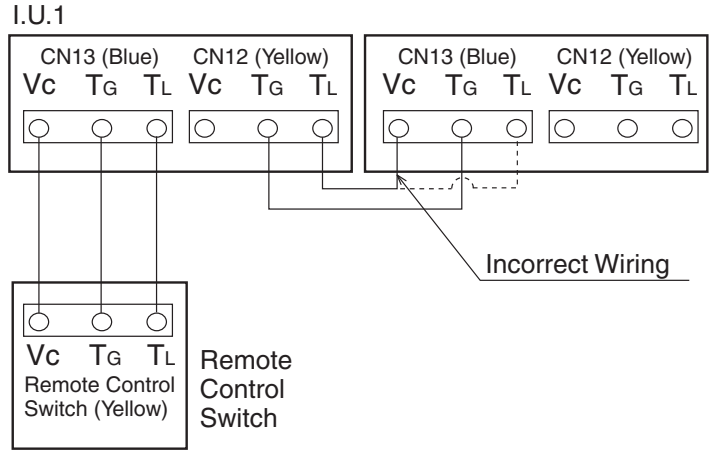 I.U.1
CN13 (Blue) CN12 (Yellow) CN13 (Blue) CN12 (Yellow)
Vc TG TL Vc TG TL Vc TG TL Vc TG TL
Incorrect Wiring
Vc TG TL
Remote Control
Switch (Yellow)
Remote
Control
Switch